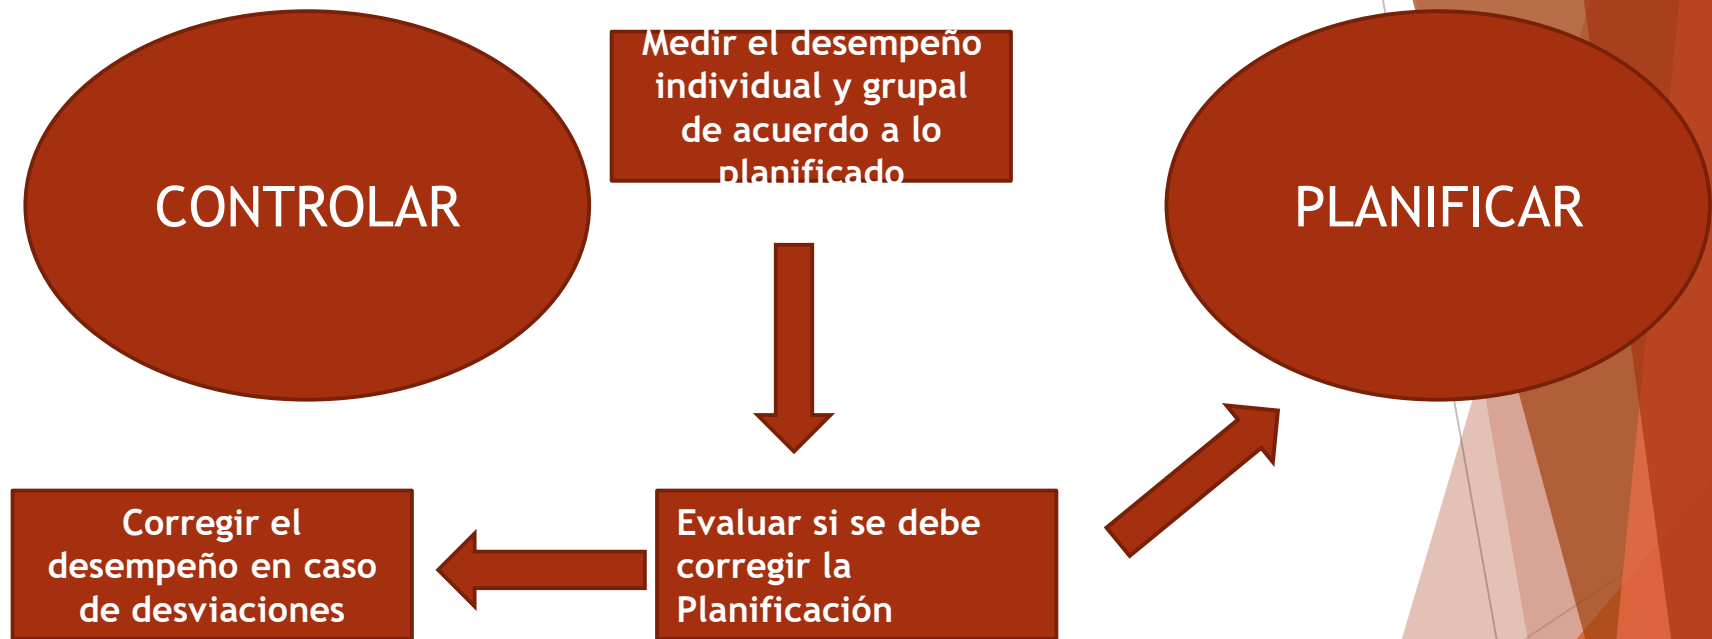 CONTROLAR
Medir el desempeño
individual y grupal
de acuerdo a lo
planificado
PLANIFICAR
Corregir el
desempeño en caso
de desviaciones
Evaluar si se debe
corregir la
Planificación